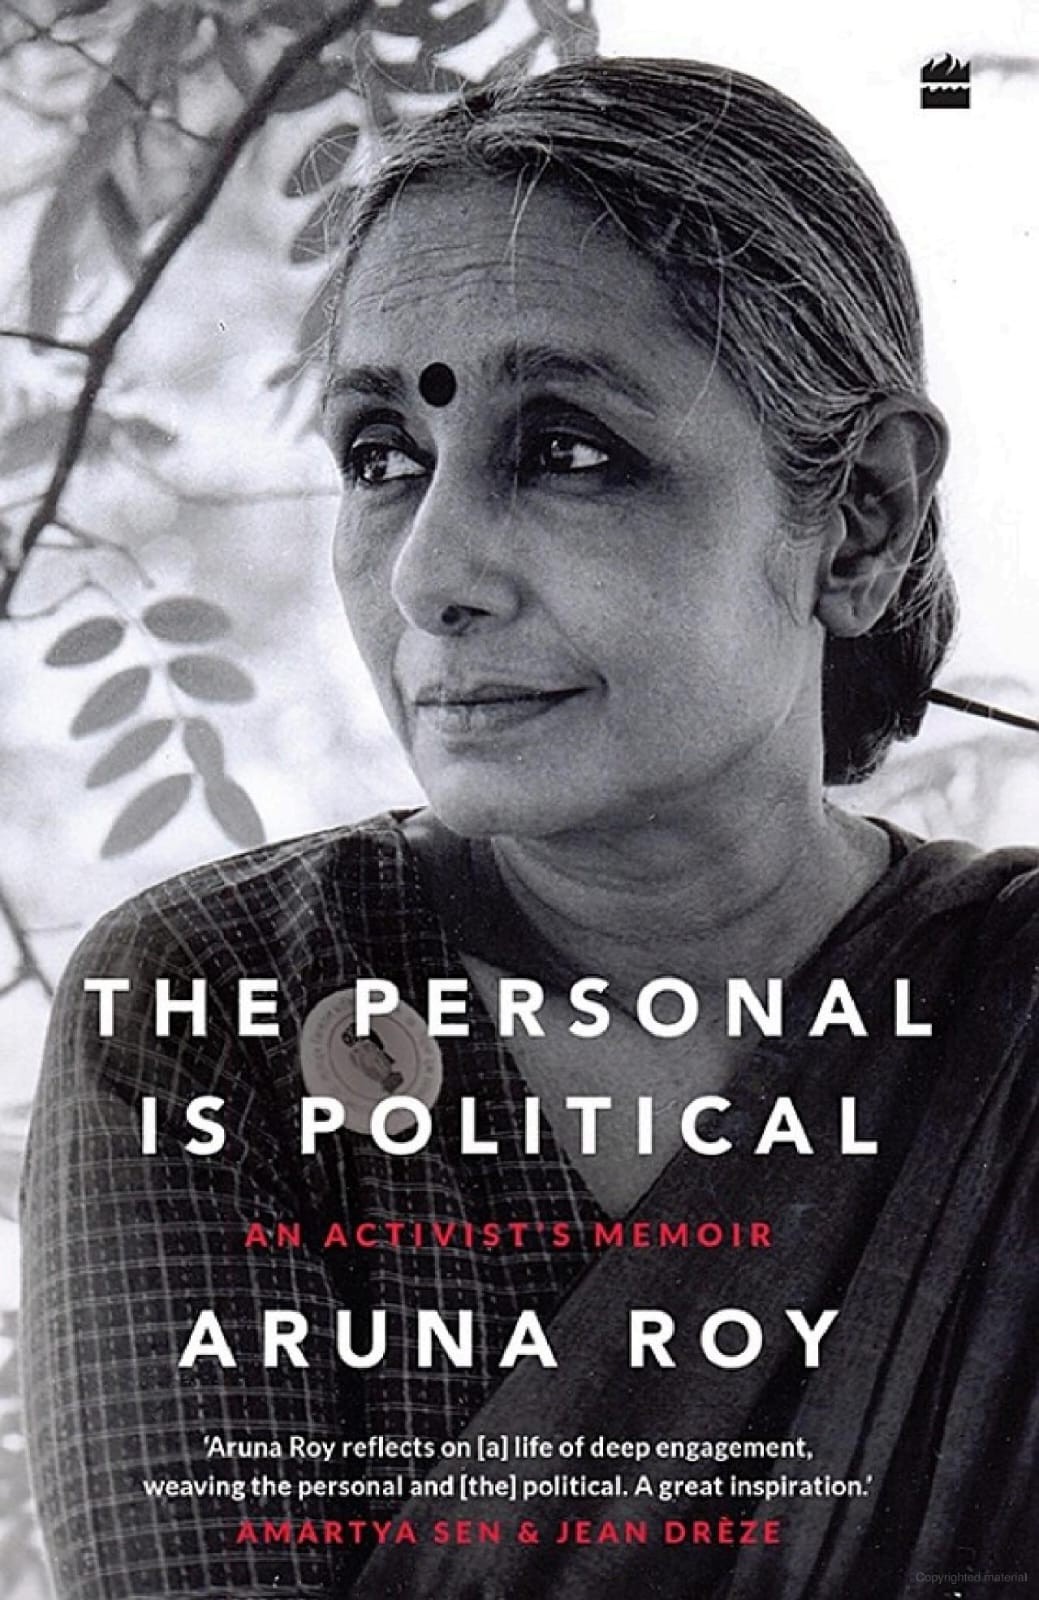 THE PERSONAL
IS POLITICAL
AN ACTIVIST'S MEMOIR
ARUNA ROY
‘Aruna Roy reflects on [a] life of deep engagement,
weaving the personal and [the] political. A great inspiration.’
AMARTYA SEN & JEAN DRÈZE
Copyrighted material